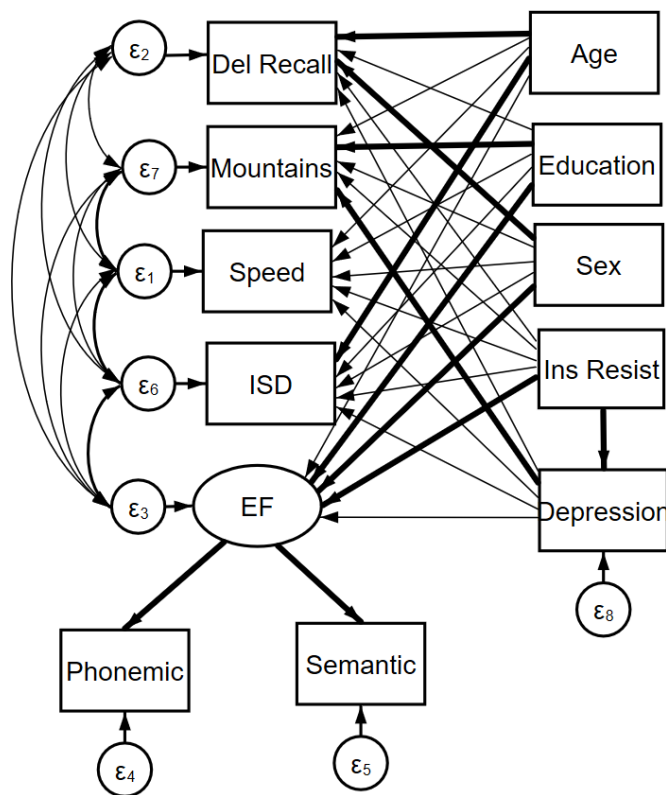 ε2
Del Recall
Age
ε7
Mountains
Education
ε1
Speed
Sex
ε6
ISD
Ins Resist
ε3
EF
Depression
ε8
Phonemic
Semantic
ε4
ε5